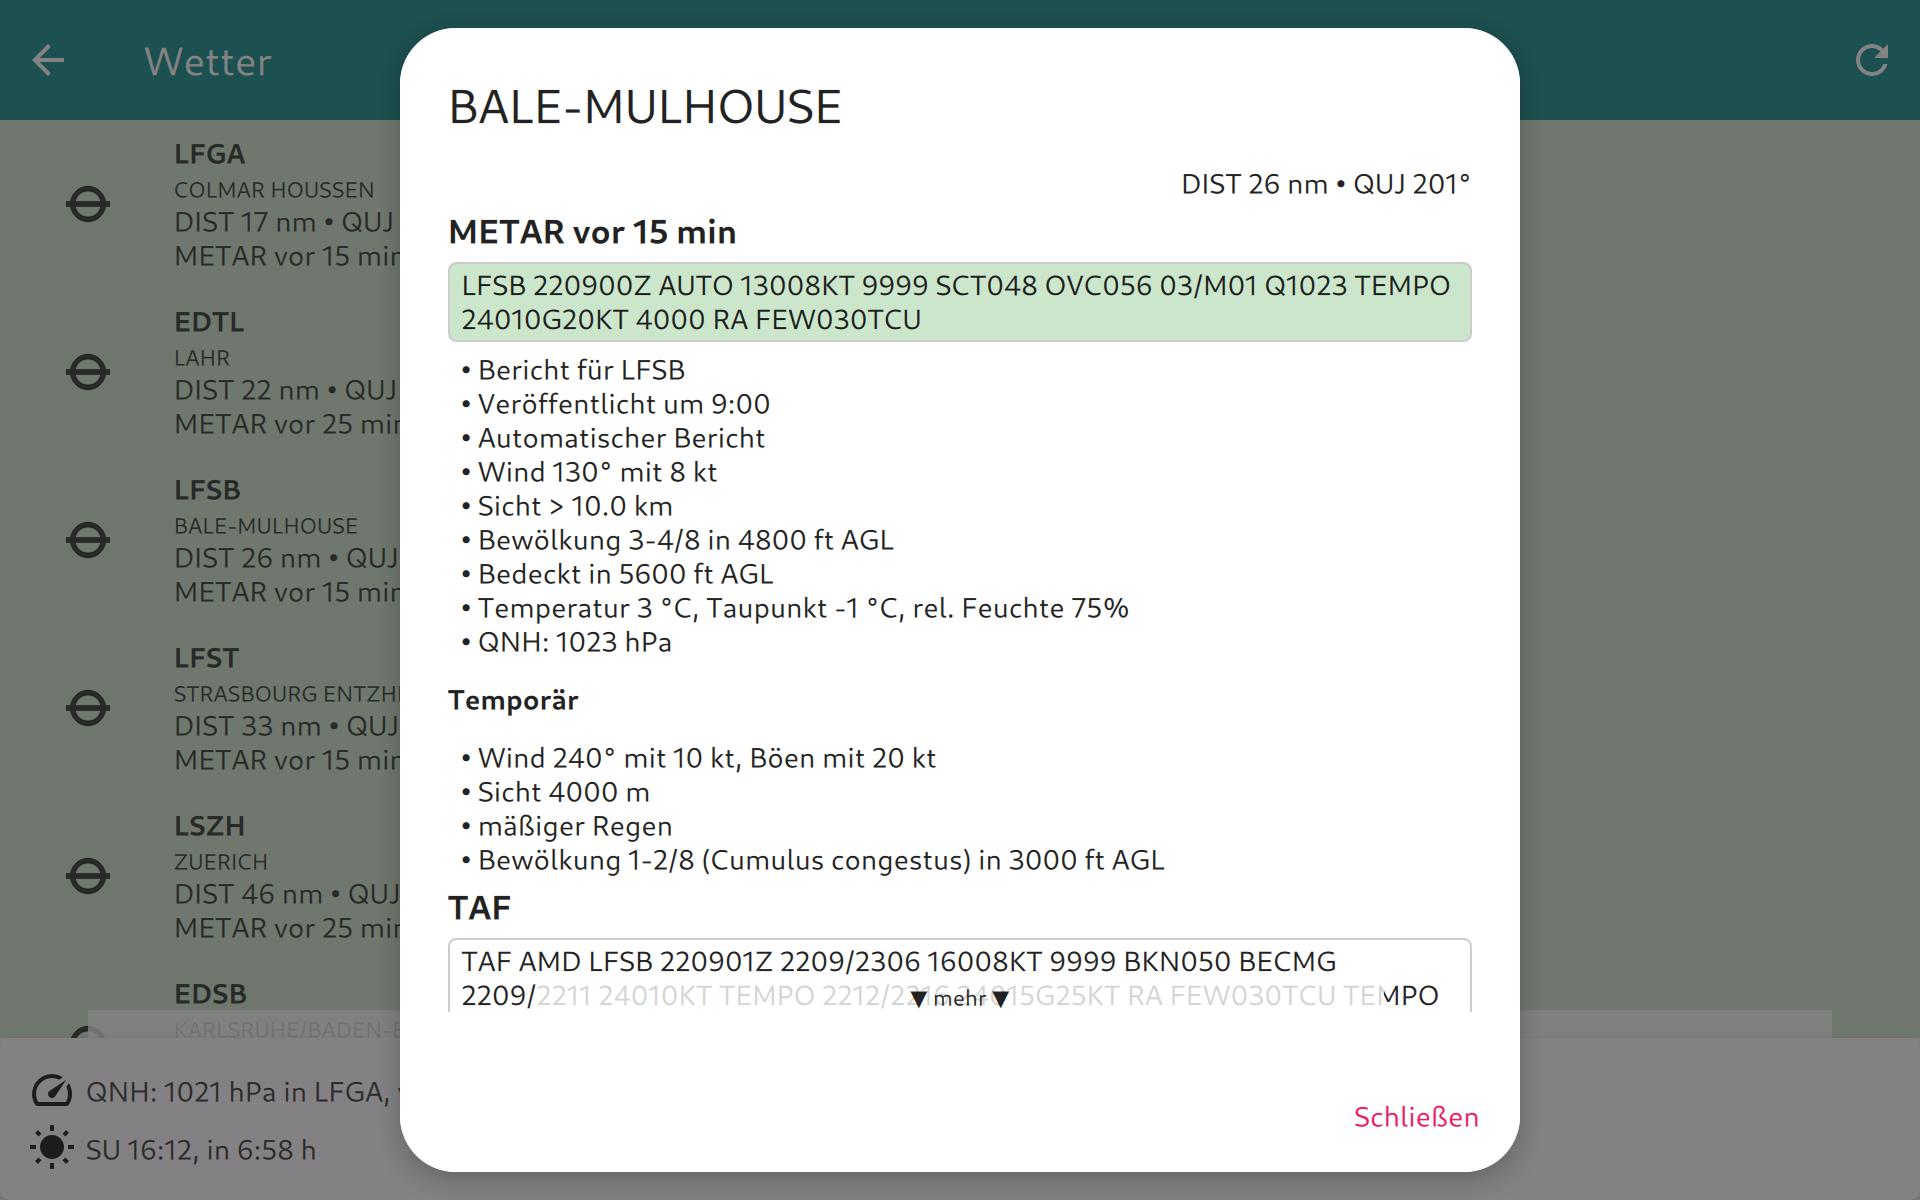 Wetter
LFGA
COLMAR HOUSSEN
DIST 17 nm • QUJ
METAR vor 15 min
EDTL
LAHR
DIST 22 nm • QUJ
METAR vor 25 min
LFSB
BALE-MULHOUSE
DIST 26 nm • QUJ
METAR vor 15 min
LFST
STRASBOURG ENTZH
DIST 33 nm • QUJ
METAR vor 15 min
LSZH
ZUERICH
DIST 46 nm • QUJ
METAR vor 25 min
EDSB
KARLSRUHE/BADEN-
QNH: 1021 hPa in LFGA,
SU 16:12, in 6:58 h
BALE-MULHOUSE
DIST 26 nm • QUJ 201°
METAR vor 15 min
LFSB 220900Z AUTO 13008KT 9999 SCT048 OVC056 03/M01 Q1023 TEMPO
24010G20KT 4000 RA FEW030TCU
• Bericht für LFSB
• Veröffentlicht um 9:00
• Automatischer Bericht
• Wind 130° mit 8 kt
• Sicht > 10.0 km
• Bewölkung 3-4/8 in 4800 ft AGL
• Bedeckt in 5600 ft AGL
• Temperatur 3 °C, Taupunkt -1 °C, rel. Feuchte 75%
• QNH: 1023 hPa
Temporär
• Wind 240° mit 10 kt, Böen mit 20 kt
• Sicht 4000 m
• mäßiger Regen
• Bewölkung 1-2/8 (Cumulus congestus) in 3000 ft AGL
TAF
TAF AMD LFSB 220901Z 2209/2306 16008KT 9999 BKN050 BECMG
2209/2211 24010KT TEMPO 2212/2216 24015G25KT RA FEW030TCU TEMPO
▼ mehr ▼
Schließen